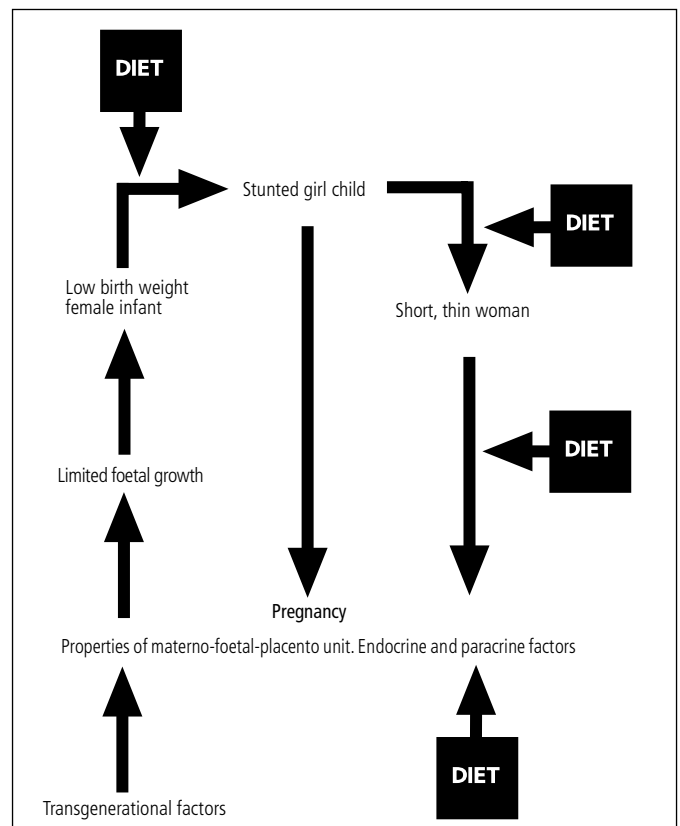 DIET
Stunted girl child
DIET
Low birth weight
female infant
Short, thin woman
DIET
Limited foetal growth
Pregnancy
Properties of materno-foetal-placento unit. Endocrine and paracrine factors
DIET
Transgenerational factors